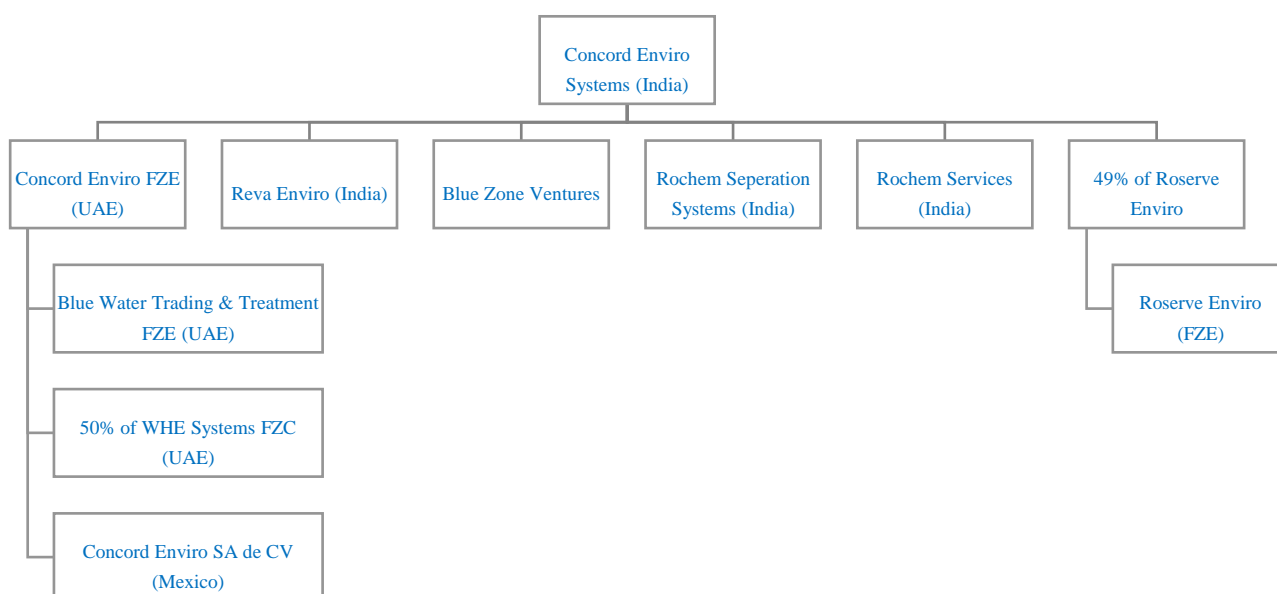 Concord Enviro
Systems (India)
Concord Enviro FZE
(UAE)
Reva Enviro (India)
Blue Zone Ventures
Rochem Seperation
Systems (India)
Rochem Services
(India)
49% of Roserve
Enviro
Blue Water Trading & Treatment
FZE (UAE)
50% of WHE Systems FZC
(UAE)
Concord Enviro SA de CV
(Mexico)
Roserve Enviro
(FZE)